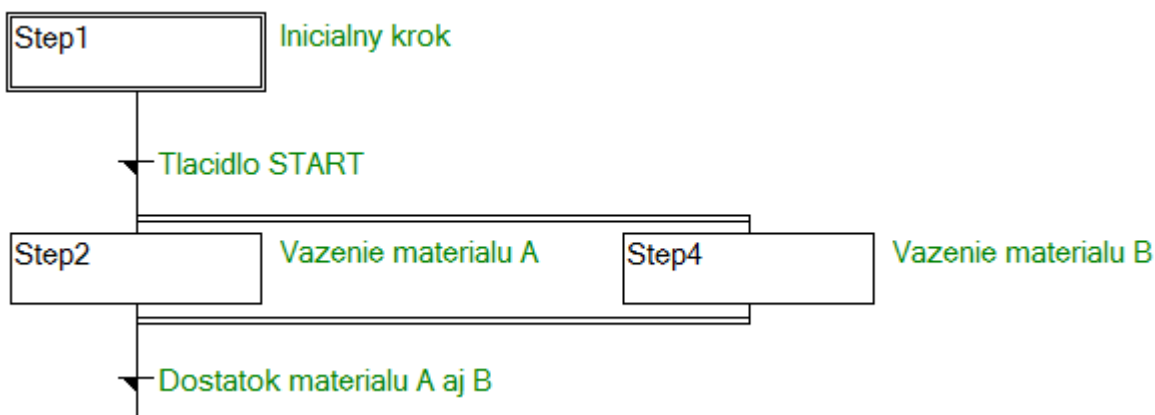 Step1
Inicialny krok
Tlacidlo START
Step2
Vazenie materialu A
Step4
Vazenie materialu B
Dostatok materialu A aj B